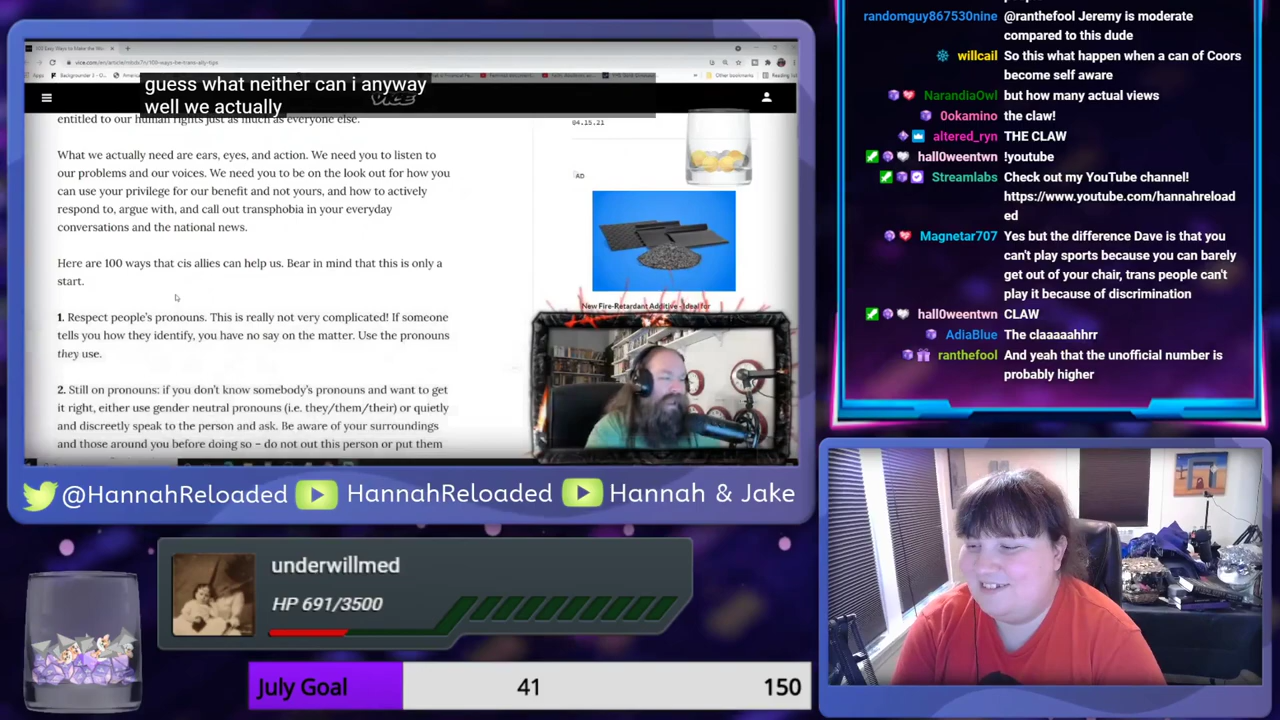 guess what neither can i anyway
well we actually
VICE
entitled to our human rights just as much as everyone else.
What we actually need are ears, eyes, and action. We need you to listen to
our problems and our voices. We need you to be on the look out for how you
can use your privilege for our benefit and not yours, and how to actively
respond to, argue with, and call out transphobia in your everyday
conversations and the national news.
Here are 100 ways that cis allies can help us. Bear in mind that this is only a
start.
1. Respect people's pronouns. This is really not very complicated! If someone
tells you how they identify, you have no say on the matter. Use the pronouns
they use.
2. Still on pronouns: if you don't know somebody's pronouns and want to get
it right, either use gender neutral pronouns (i.e. they/them/their) or quietly
and discreetly speak to the person and ask. Be aware of your surroundings
and those around you before doing so – do not out this person or put them
04.15.21
AD
New Fire-Retardant Additive - Ideal for
@HannahReloaded
HannahReloaded
Hannah & Jake
underwillmed
HP 691/3500
July Goal
41
150
randomguy867530nine @ranthefool Jeremy is moderate
compared to this dude
willcail So this what happen when a can of Coors
become self aware
NarandiaOwl but how many actual views
0okamino the claw!
altered_ryn THE CLAW
hall0weentwn !youtube
Streamlabs Check out my YouTube channel!
https://www.youtube.com/hannahreload
ed
Magnetar707 Yes but the difference Dave is that you
can't play sports because you can barely
get out of your chair, trans people can't
play it because of discrimination
hall0weentwn CLAW
AdiaBlue The claaaaahhrr
ranthefool And yeah that the unofficial number is
probably higher